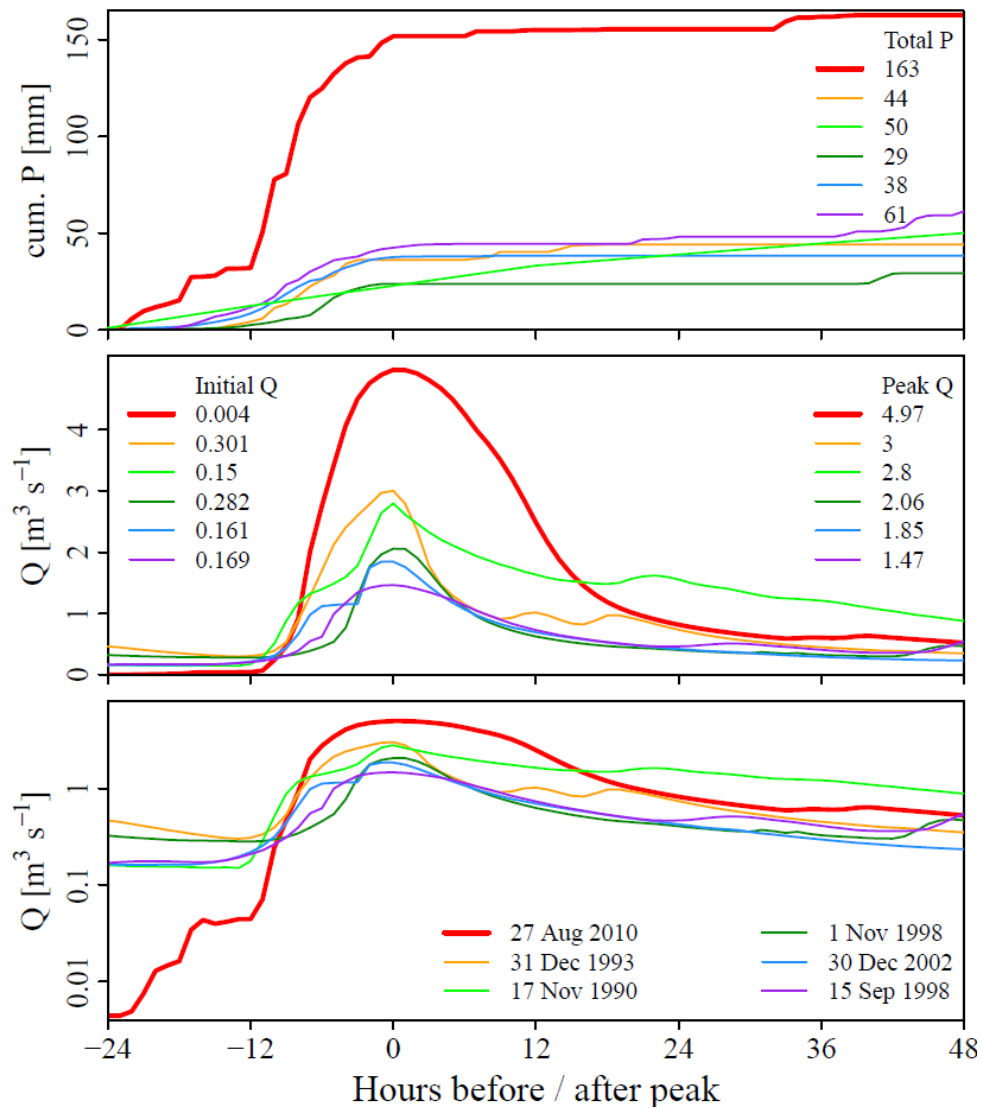 150
100
50
0
cum. P [mm]
Total P
163
44
50
29
38
61
4
3
2
1
0
Q [m³ s⁻¹]
Initial Q
0.004
0.301
0.15
0.282
0.161
0.169
Peak Q
4.97
3
2.8
2.06
1.85
1.47
1
0.1
0.01
Q [m³ s⁻¹]
27 Aug 2010
31 Dec 1993
17 Nov 1990
1 Nov 1998
30 Dec 2002
15 Sep 1998
−24 −12 0 12 24 36 48
Hours before / after peak